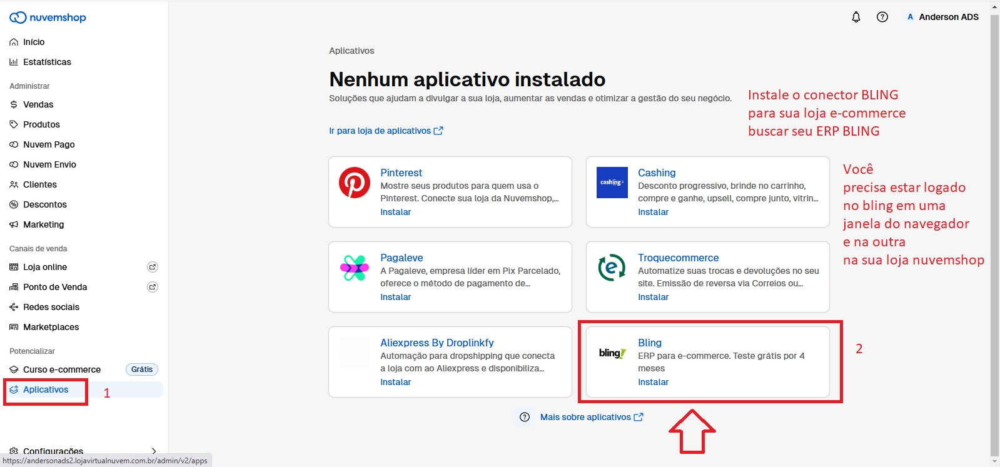 nuvemshop
Início
Estatísticas
Administrar
Vendas
Produtos
Nuvem Pago
Nuvem Envio
Clientes
Descontos
Marketing
Canais de venda
Loja online
Ponto de Venda
Redes sociais
Marketplaces
Potencializar
Curso e-commerce
Grátis
Aplicativos
1
Configurações
https://andersonads2.lojavirtualnuvem.com.br/admin/v2/apps
A Anderson ADS
Aplicativos
Nenhum aplicativo instalado
Soluções que ajudam a divulgar a sua loja, aumentar as vendas e otimizar a gestão do seu negócio.
Ir para loja de aplicativos
Instale o conector BLING
para sua loja e-commerce
buscar seu ERP BLING
Pinterest
Mostre seus produtos para quem usa o
Pinterest. Conecte sua loja da Nuvemshop,...
Instalar
cashing
Cashing
Desconto progressivo, brinde no carrinho,
compre e ganhe, upsell, compre junto, vitrin...
Instalar
Você
precisa estar logado
no bling em uma
janela do navegador
e na outra
na sua loja nuvemshop
Pagaleve
A Pagaleve, empresa líder em Pix Parcelado,
oferece o método de pagamento de...
Instalar
e
Troquecommerce
Automatize suas trocas e devoluções no seu
site. Emissão de reversa via Correios ou...
Instalar
Aliexpress By Droplinkfy
Automação para dropshipping que conecta
a loja com ao Aliexpress e disponibiliza...
Instalar
bling!
Bling
ERP para e-commerce. Teste grátis por 4
meses
Instalar
2
Mais sobre aplicativos